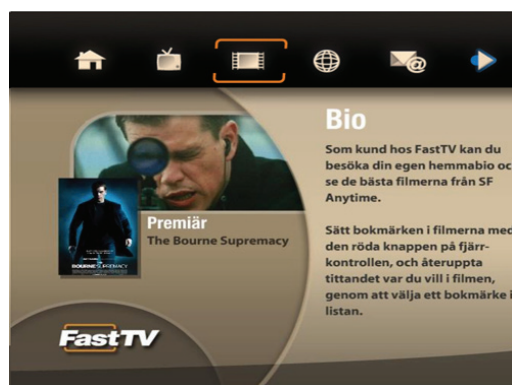 @
Bio
Som kund hos FastTV kan du
besöka din egen hemmabio oc
se de bästa filmerna från SF
Anytime.
Sätt bokmärken i filmerna med
den röda knappen på fjärr-
kontrollen, och återuppta
tittandet var du vill i filmen,
genom att välja ett bokmärke i
listan.
Premiär
The Bourne Supremacy
BOURNE SUPREMACY
FastTV